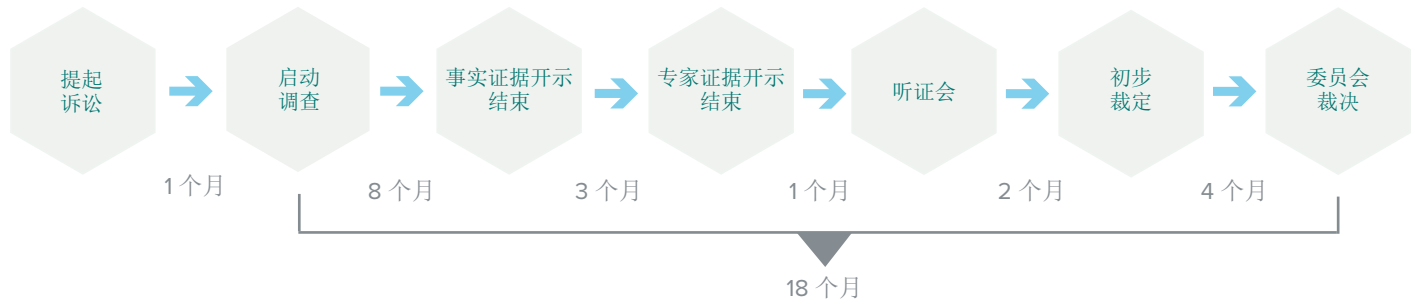 提起
诉讼
启动
调查
事实证据开示
结束
专家证据开示
结束
听证会
初步
裁定
委员会
裁决
1 个月
8 个月
3 个月
1 个月
2 个月
4 个月
18 个月